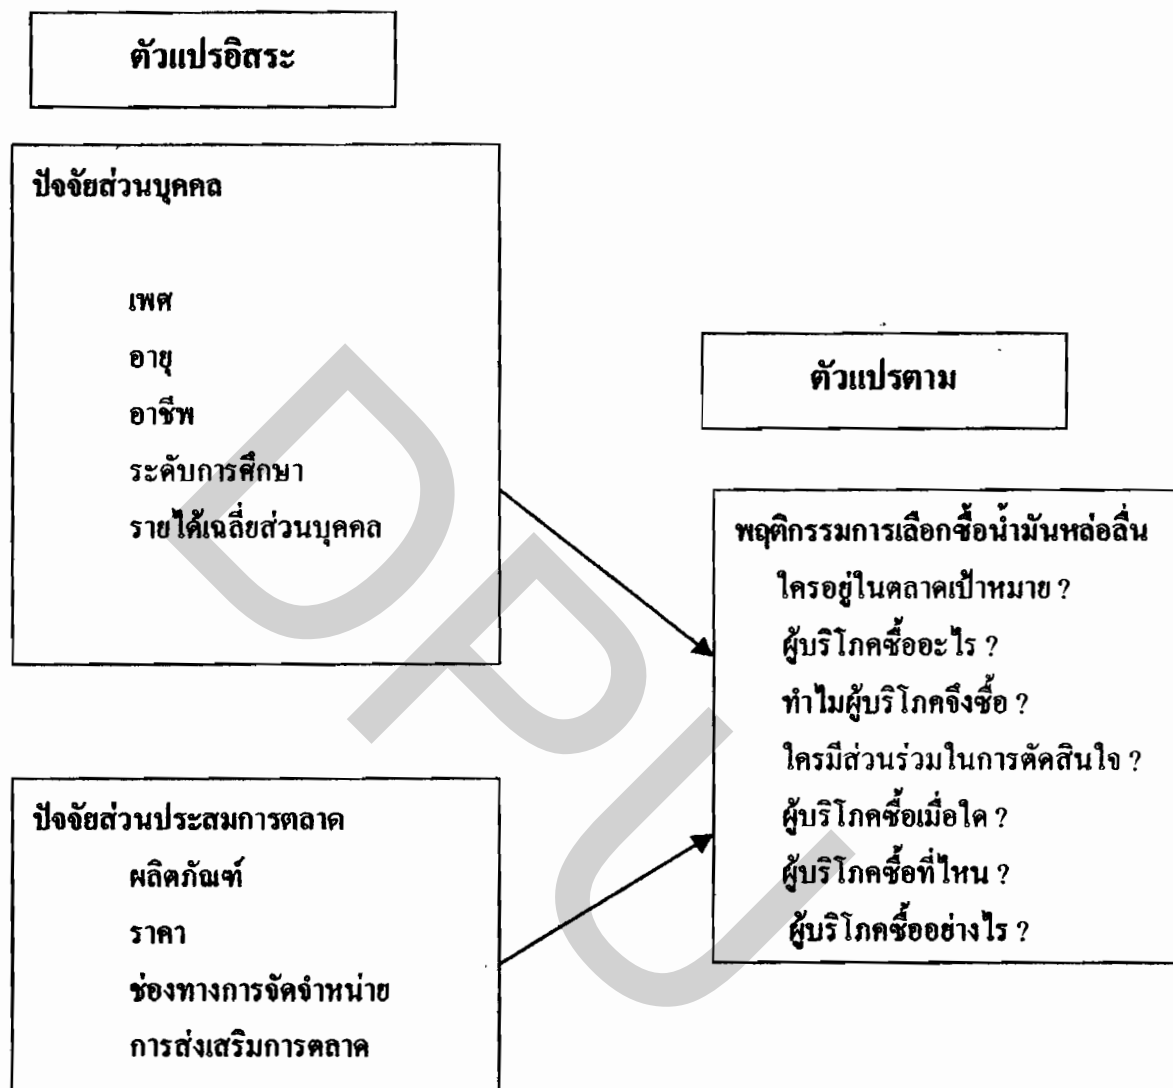 ตัวแปรอิสระ
ปัจจัยส่วนบุคคล
เพศ
อายุ
อาชีพ
ระดับการศึกษา
รายได้เฉลี่ยส่วนบุคคล
ปัจจัยส่วนประสมการตลาด
ผลิตภัณฑ์
ราคา
ช่องทางการจัดจำหน่าย
การส่งเสริมการตลาด
ตัวแปรตาม
พฤติกรรมการเลือกซื้อน้ำมันหล่อลื่น
ใครอยู่ในตลาดเป้าหมาย ?
ผู้บริโภคซื้ออะไร ?
ทำไมผู้บริโภคจึงซื้อ ?
ใครมีส่วนร่วมในการตัดสินใจ ?
ผู้บริโภคซื้อเมื่อใด ?
ผู้บริโภคซื้อที่ไหน ?
ผู้บริโภคซื้ออย่างไร ?
DPU